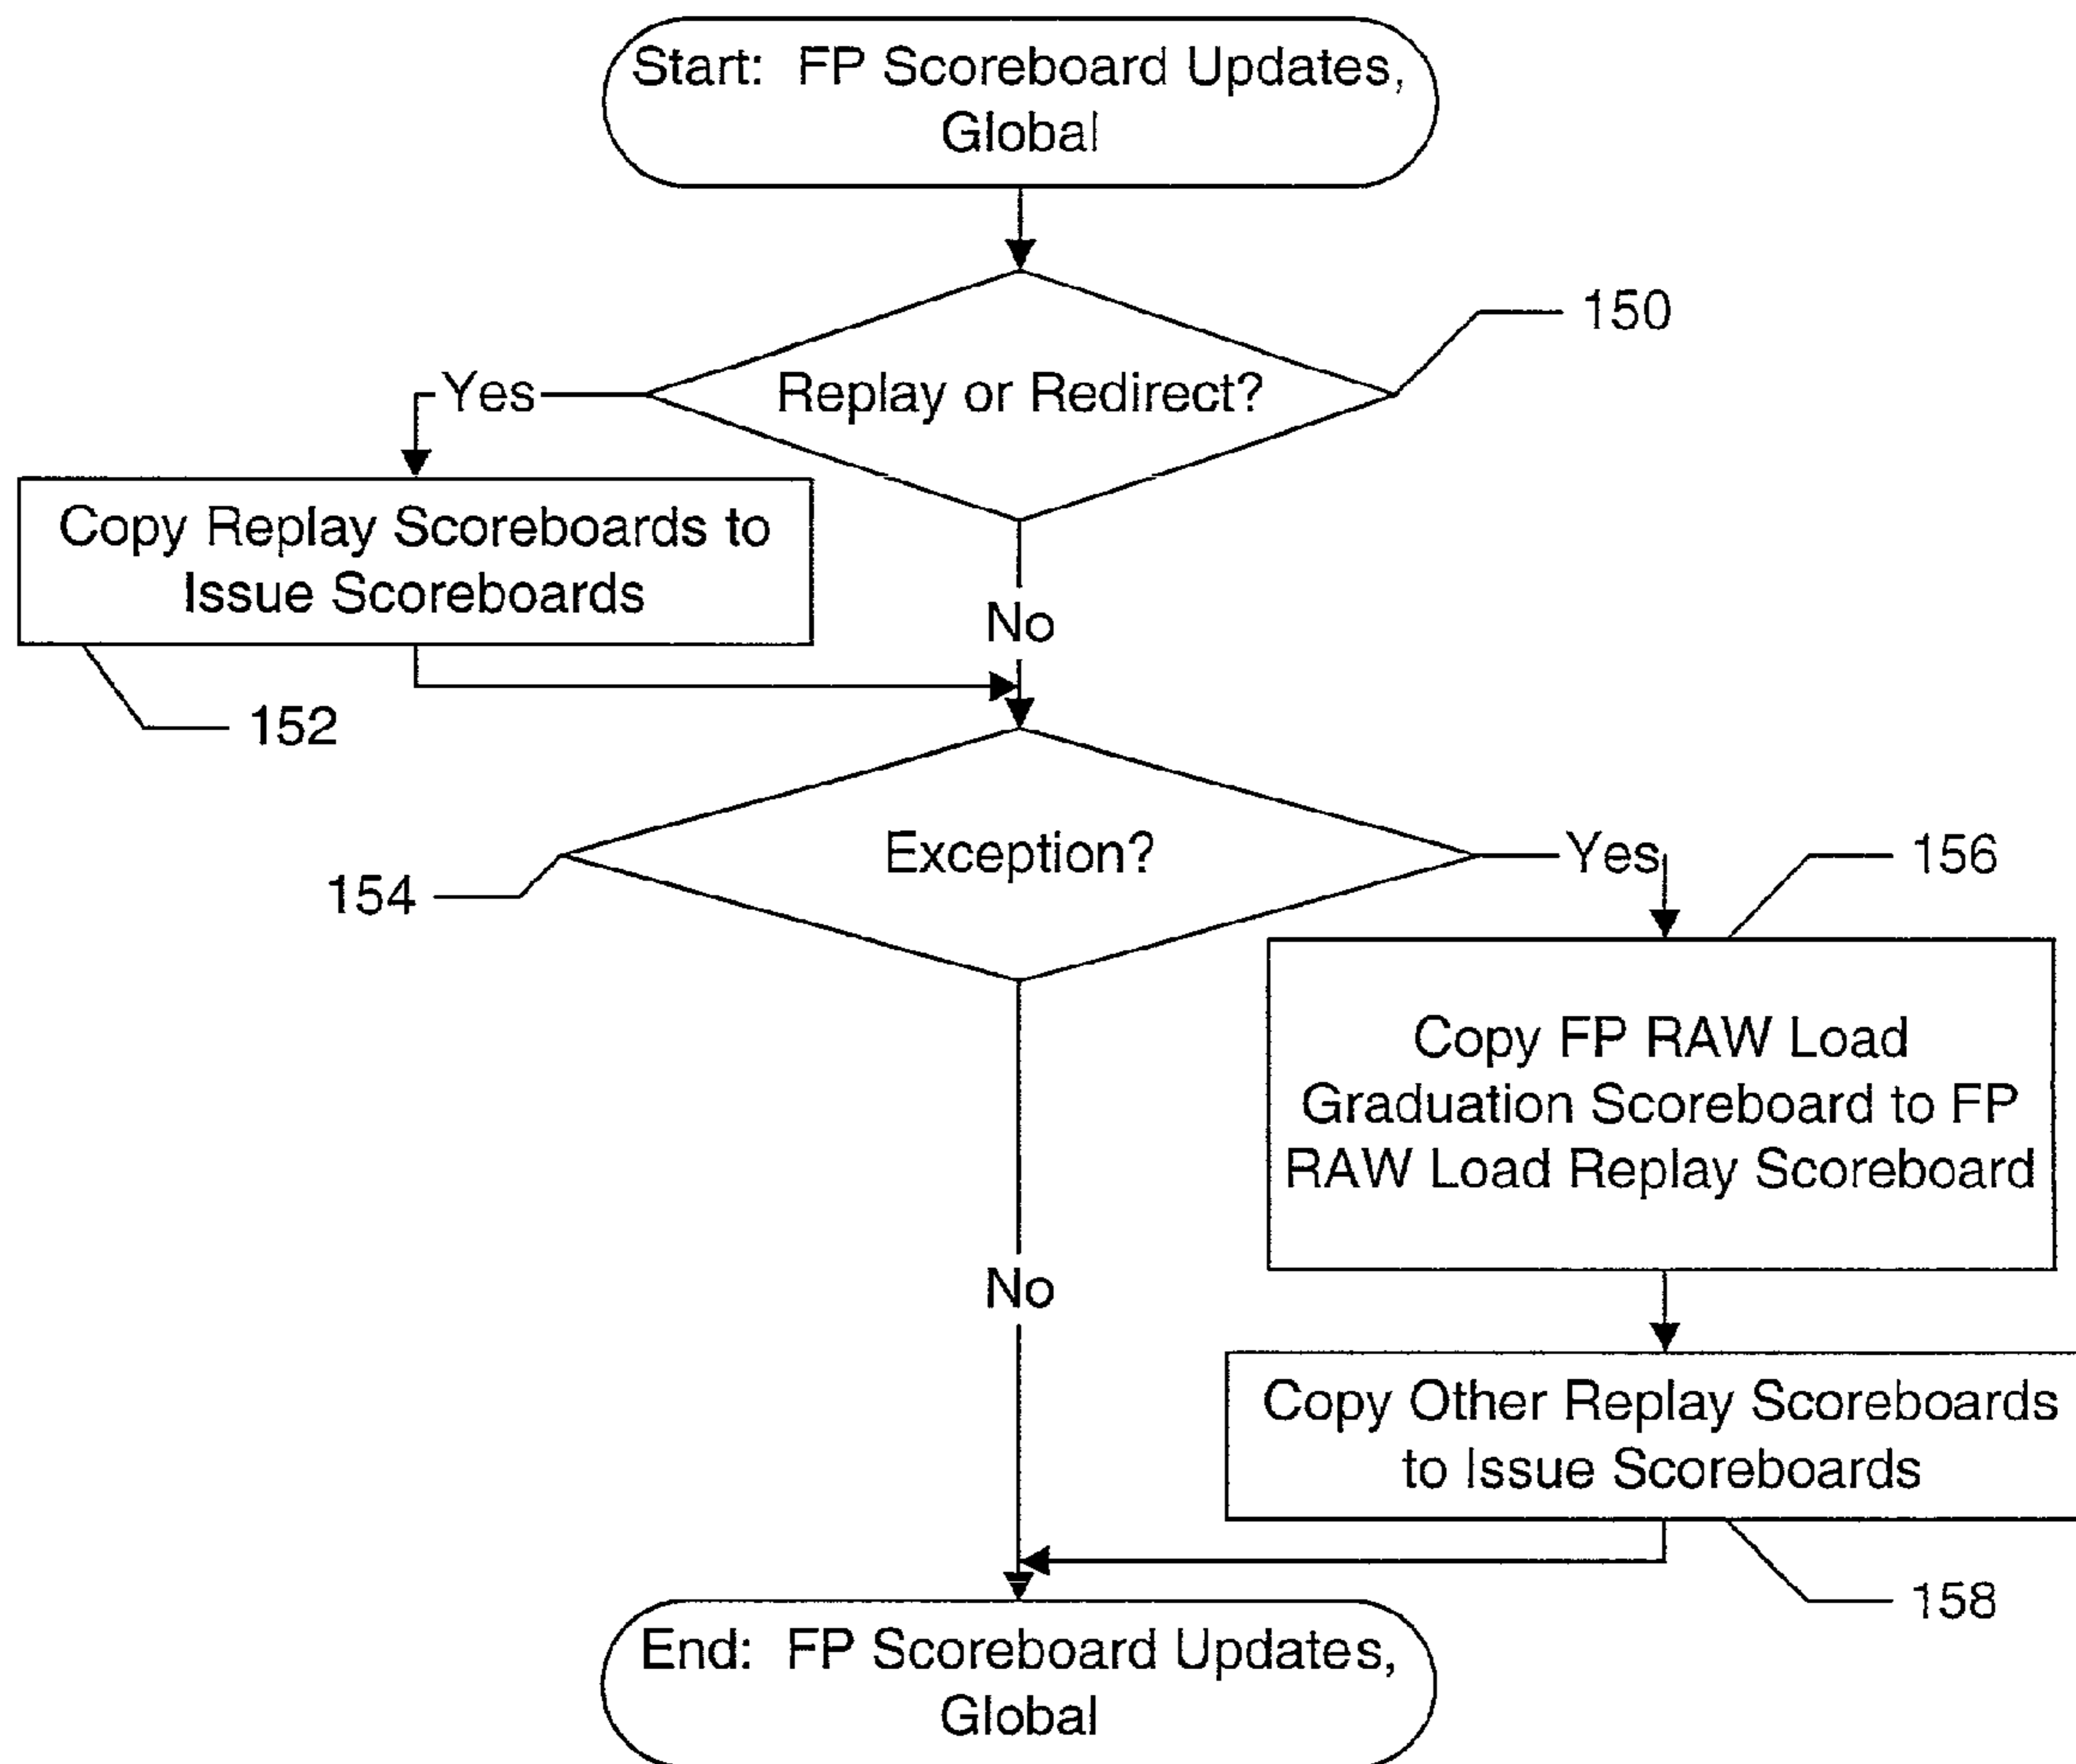 Start: FP Scoreboard Updates,
Global
150
Replay or Redirect?
Yes
Copy Replay Scoreboards to
Issue Scoreboards
No
152
Exception?
Yes
156
154
Copy FP RAW Load
Graduation Scoreboard to FP
RAW Load Replay Scoreboard
No
Copy Other Replay Scoreboards
to Issue Scoreboards
158
End: FP Scoreboard Updates,
Global